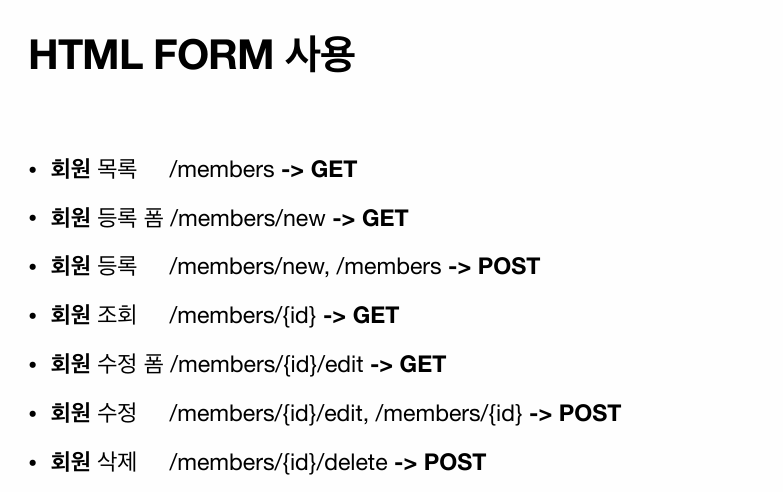 HTML FORM 사용
• 회원 목록 /members -> GET
• 회원 등록 폼 /members/new -> GET
• 회원 등록 /members/new, /members -> POST
• 회원 조회 /members/{id} -> GET
• 회원 수정 폼 /members/{id}/edit -> GET
• 회원 수정 /members/{id}/edit, /members/{id} -> POST
• 회원 삭제 /members/{id}/delete -> POST